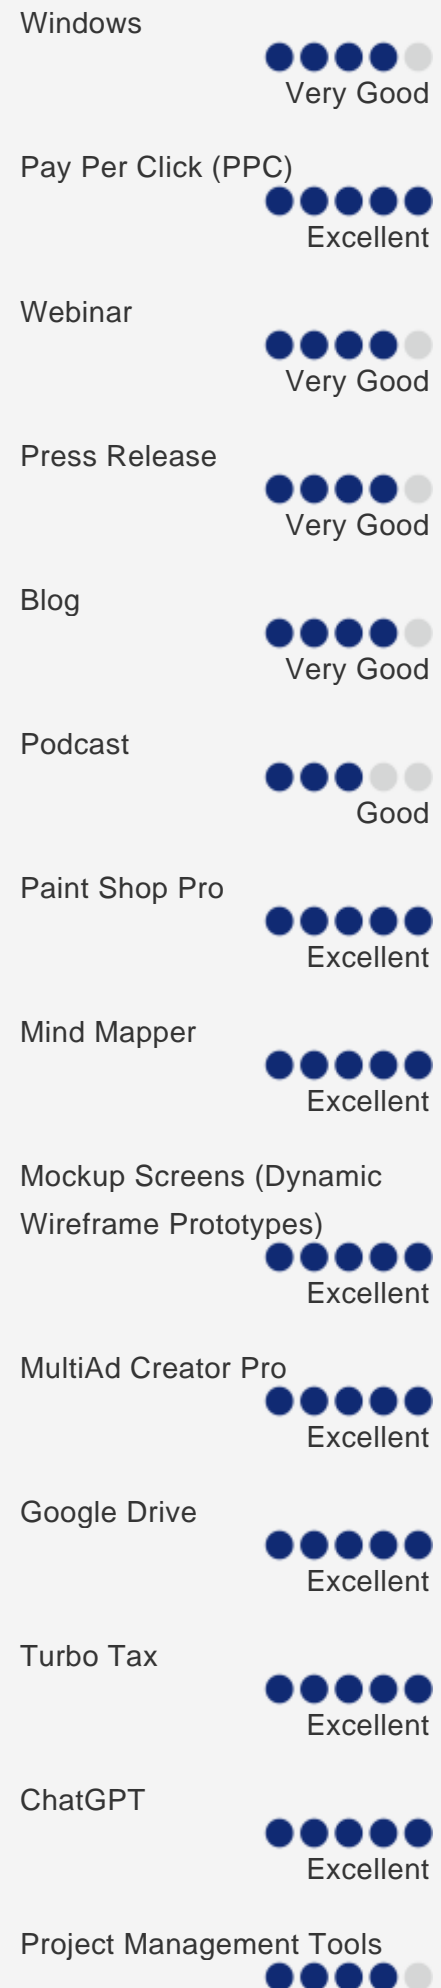 Windows
Very Good
Pay Per Click (PPC)
Excellent
Webinar
Very Good
Press Release
Very Good
Blog
Very Good
Podcast
Good
Paint Shop Pro
Excellent
Mind Mapper
Excellent
Mockup Screens (Dynamic
Wireframe Prototypes)
Excellent
MultiAd Creator Pro
Excellent
Google Drive
Excellent
Turbo Tax
Excellent
ChatGPT
Excellent
Project Management Tools